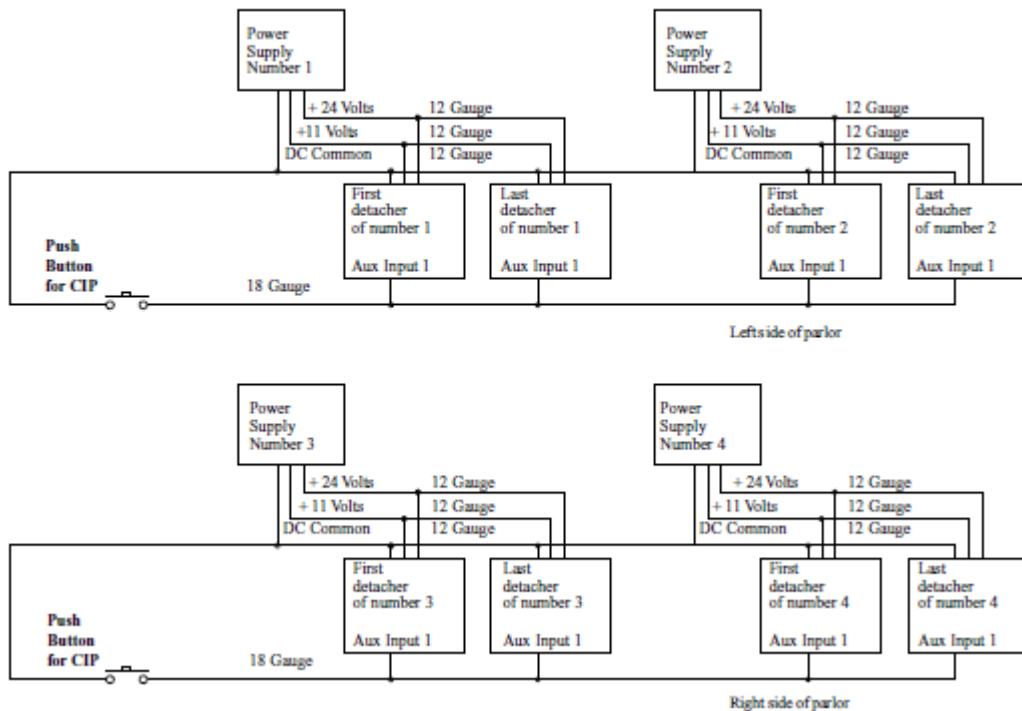 Power
Supply
Number 1
Power
Supply
Number 2
+ 24 Volts 12 Gauge
+11 Volts 12 Gauge
DC Common 12 Gauge
+ 24 Volts 12 Gauge
+ 11 Volts 12 Gauge
DC Common 12 Gauge
First
detacher
of number 1
Aux Input 1
Last
detacher
of number 1
Aux Input 1
First
detacher
of number 2
Aux Input 1
Last
detacher
of number 2
Aux Input 1
Push
Button
for CIP
18 Gauge
Left side of parlor
Power
Supply
Number 3
Power
Supply
Number 4
+ 24 Volts 12 Gauge
+ 11 Volts 12 Gauge
DC Common 12 Gauge
+ 24 Volts 12 Gauge
+ 11 Volts 12 Gauge
DC Common 12 Gauge
First
detacher
of number 3
Aux Input 1
Last
detacher
of number 3
Aux Input 1
First
detacher
of number 4
Aux Input 1
Last
detacher
of number 4
Aux Input 1
Push
Button
for CIP
18 Gauge
Right side of parlor